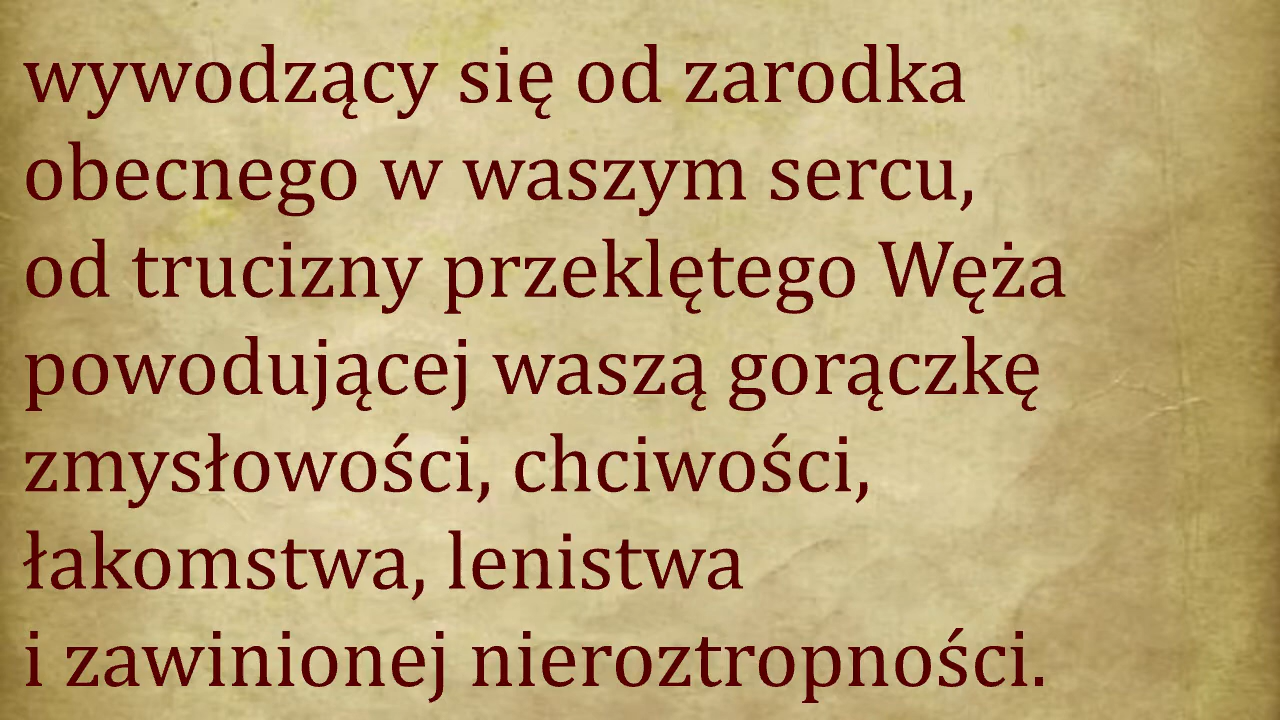 wywodzący się od zarodka
obecnego w waszym sercu,
od trucizny przeklętego Węża
powodującej waszą gorączkę
zmysłowości, chciwości,
łakomstwa, lenistwa
i zawinionej nieroztropności.